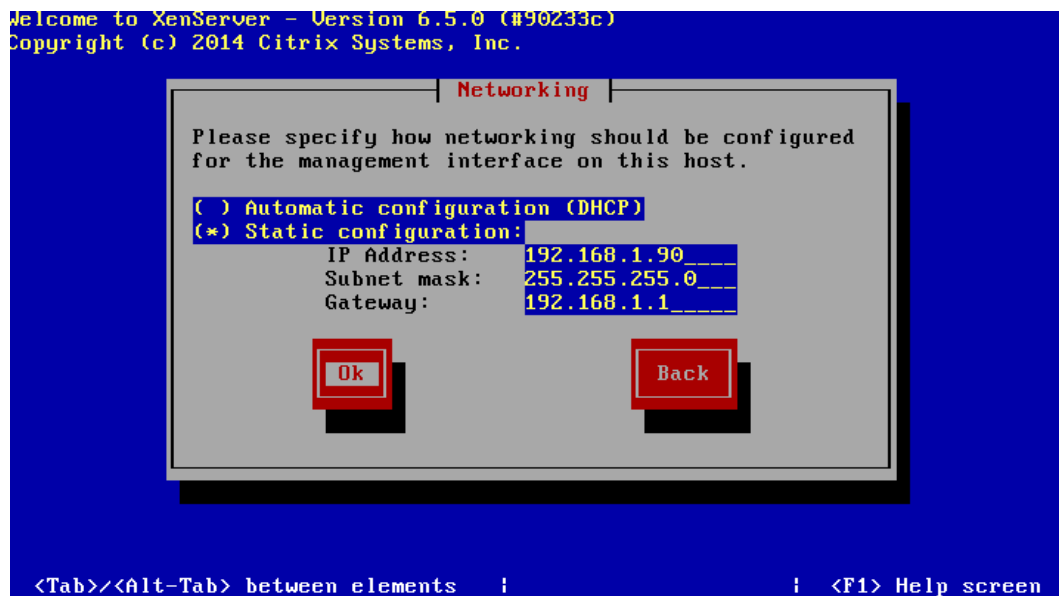 Welcome to XenServer - Version 6.5.0 (#90233c)
Copyright (c) 2014 Citrix Systems, Inc.
Networking
Please specify how networking should be configured
for the management interface on this host.
( ) Automatic configuration (DHCP)
(*) Static configuration:
IP Address: 192.168.1.90____
Subnet mask: 255.255.255.0___
Gateway: 192.168.1.1_____
Ok Back
<Tab>/<Alt-Tab> between elements | | <F1> Help screen